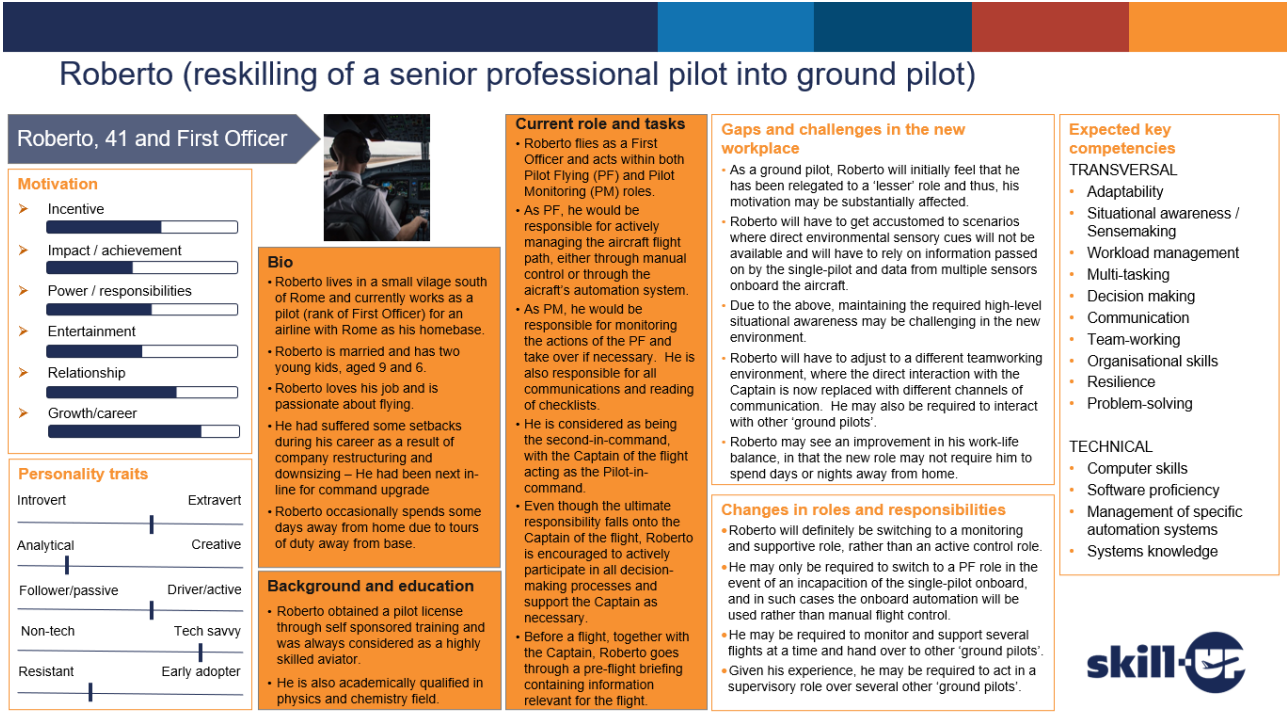 Roberto (reskilling of a senior professional pilot into ground pilot)
Roberto, 41 and First Officer
Motivation
Incentive
Impact / achievement
Power / responsibilities
Entertainment
Relationship
Growth/career
Personality traits
Introvert Extravert
Analytical Creative
Follower/passive Driver/active
Non-tech Tech savvy
Resistant Early adopter
Bio
• Roberto lives in a small vilage south
of Rome and currently works as a
pilot (rank of First Officer) for an
airline with Rome as his homebase.
• Roberto is married and has two
young kids, aged 9 and 6.
• Roberto loves his job and is
passionate about flying.
• He had suffered some setbacks
during his career as a result of
company restructuring and
downsizing – He had been next in-
line for command upgrade
• Roberto occasionally spends some
days away from home due to tours
of duty away from base.
Background and education
• Roberto obtained a pilot license
through self sponsored training and
was always considered as a highly
skilled aviator.
• He is also academically qualified in
physics and chemistry field.
Current role and tasks
• Roberto flies as a First
Officer and acts within both
Pilot Flying (PF) and Pilot
Monitoring (PM) roles.
• As PF, he would be
responsible for actively
managing the aircraft flight
path, either through manual
control or through the
aicraft's automation system.
• As PM, he would be
responsible for monitoring
the actions of the PF and
take over if necessary. He is
also responsible for all
communications and reading
of checklists.
• He is considered as being
the second-in-command,
with the Captain of the flight
acting as the Pilot-in-
command.
• Even though the ultimate
responsibility falls onto the
Captain of the flight, Roberto
is encouraged to actively
participate in all decision-
making processes and
support the Captain as
necessary.
• Before a flight, together with
the Captain, Roberto goes
through a pre-flight briefing
containing information
relevant for the flight.
Gaps and challenges in the new
workplace
• As a ground pilot, Roberto will initially feel that he
has been relegated to a ‘lesser’ role and thus, his
motivation may be substantially affected.
• Roberto will have to get accustomed to scenarios
where direct environmental sensory cues will not be
available and will have to rely on information passed
on by the single-pilot and data from multiple sensors
onboard the aircraft.
• Due to the above, maintaining the required high-level
situational awareness may be challenging in the new
environment.
• Roberto will have to adjust to a different teamworking
environment, where the direct interaction with the
Captain is now replaced with different channels of
communication. He may also be required to interact
with other ‘ground pilots’.
• Roberto may see an improvement in his work-life
balance, in that the new role may not require him to
spend days or nights away from home.
Changes in roles and responsibilities
• Roberto will definitely be switching to a monitoring
and supportive role, rather than an active control role.
• He may only be required to switch to a PF role in the
event of an incapacition of the single-pilot onboard,
and in such cases the onboard automation will be
used rather than manual flight control.
• He may be required to monitor and support several
flights at a time and hand over to other ‘ground pilots’.
• Given his experience, he may be required to act in a
supervisory role over several other ‘ground pilots’.
Expected key
competencies
TRANSVERSAL
• Adaptability
• Situational awareness /
Sensemaking
• Workload management
• Multi-tasking
• Decision making
• Communication
• Team-working
• Organisational skills
• Resilience
• Problem-solving
TECHNICAL
• Computer skills
• Software proficiency
• Management of specific
automation systems
• Systems knowledge
skill-UP